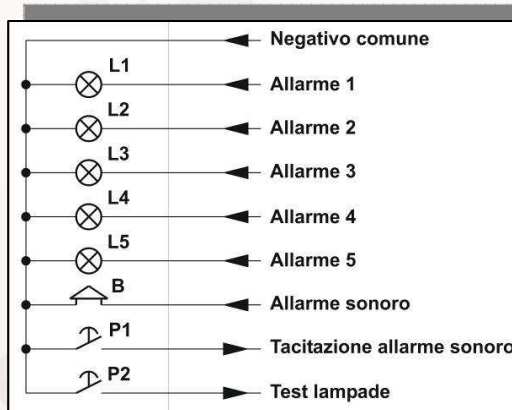 Negativo comune
L1 Allarme 1
L2 Allarme 2
L3 Allarme 3
L4 Allarme 4
L5 Allarme 5
B Allarme sonoro
P1 Tacitazione allarme sonoro
P2 Test lampade